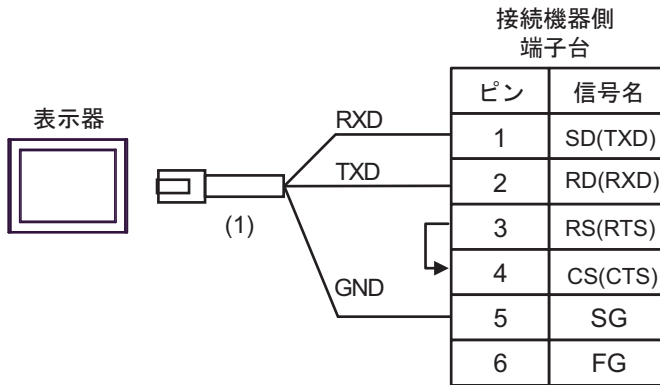 接続機器側
端子台
表示器
ピン 信号名
RXD
1 SD(TXD)
TXD
2 RD(RXD)
(1)
3 RS(RTS)
4 CS(CTS)
GND
5 SG
6 FG